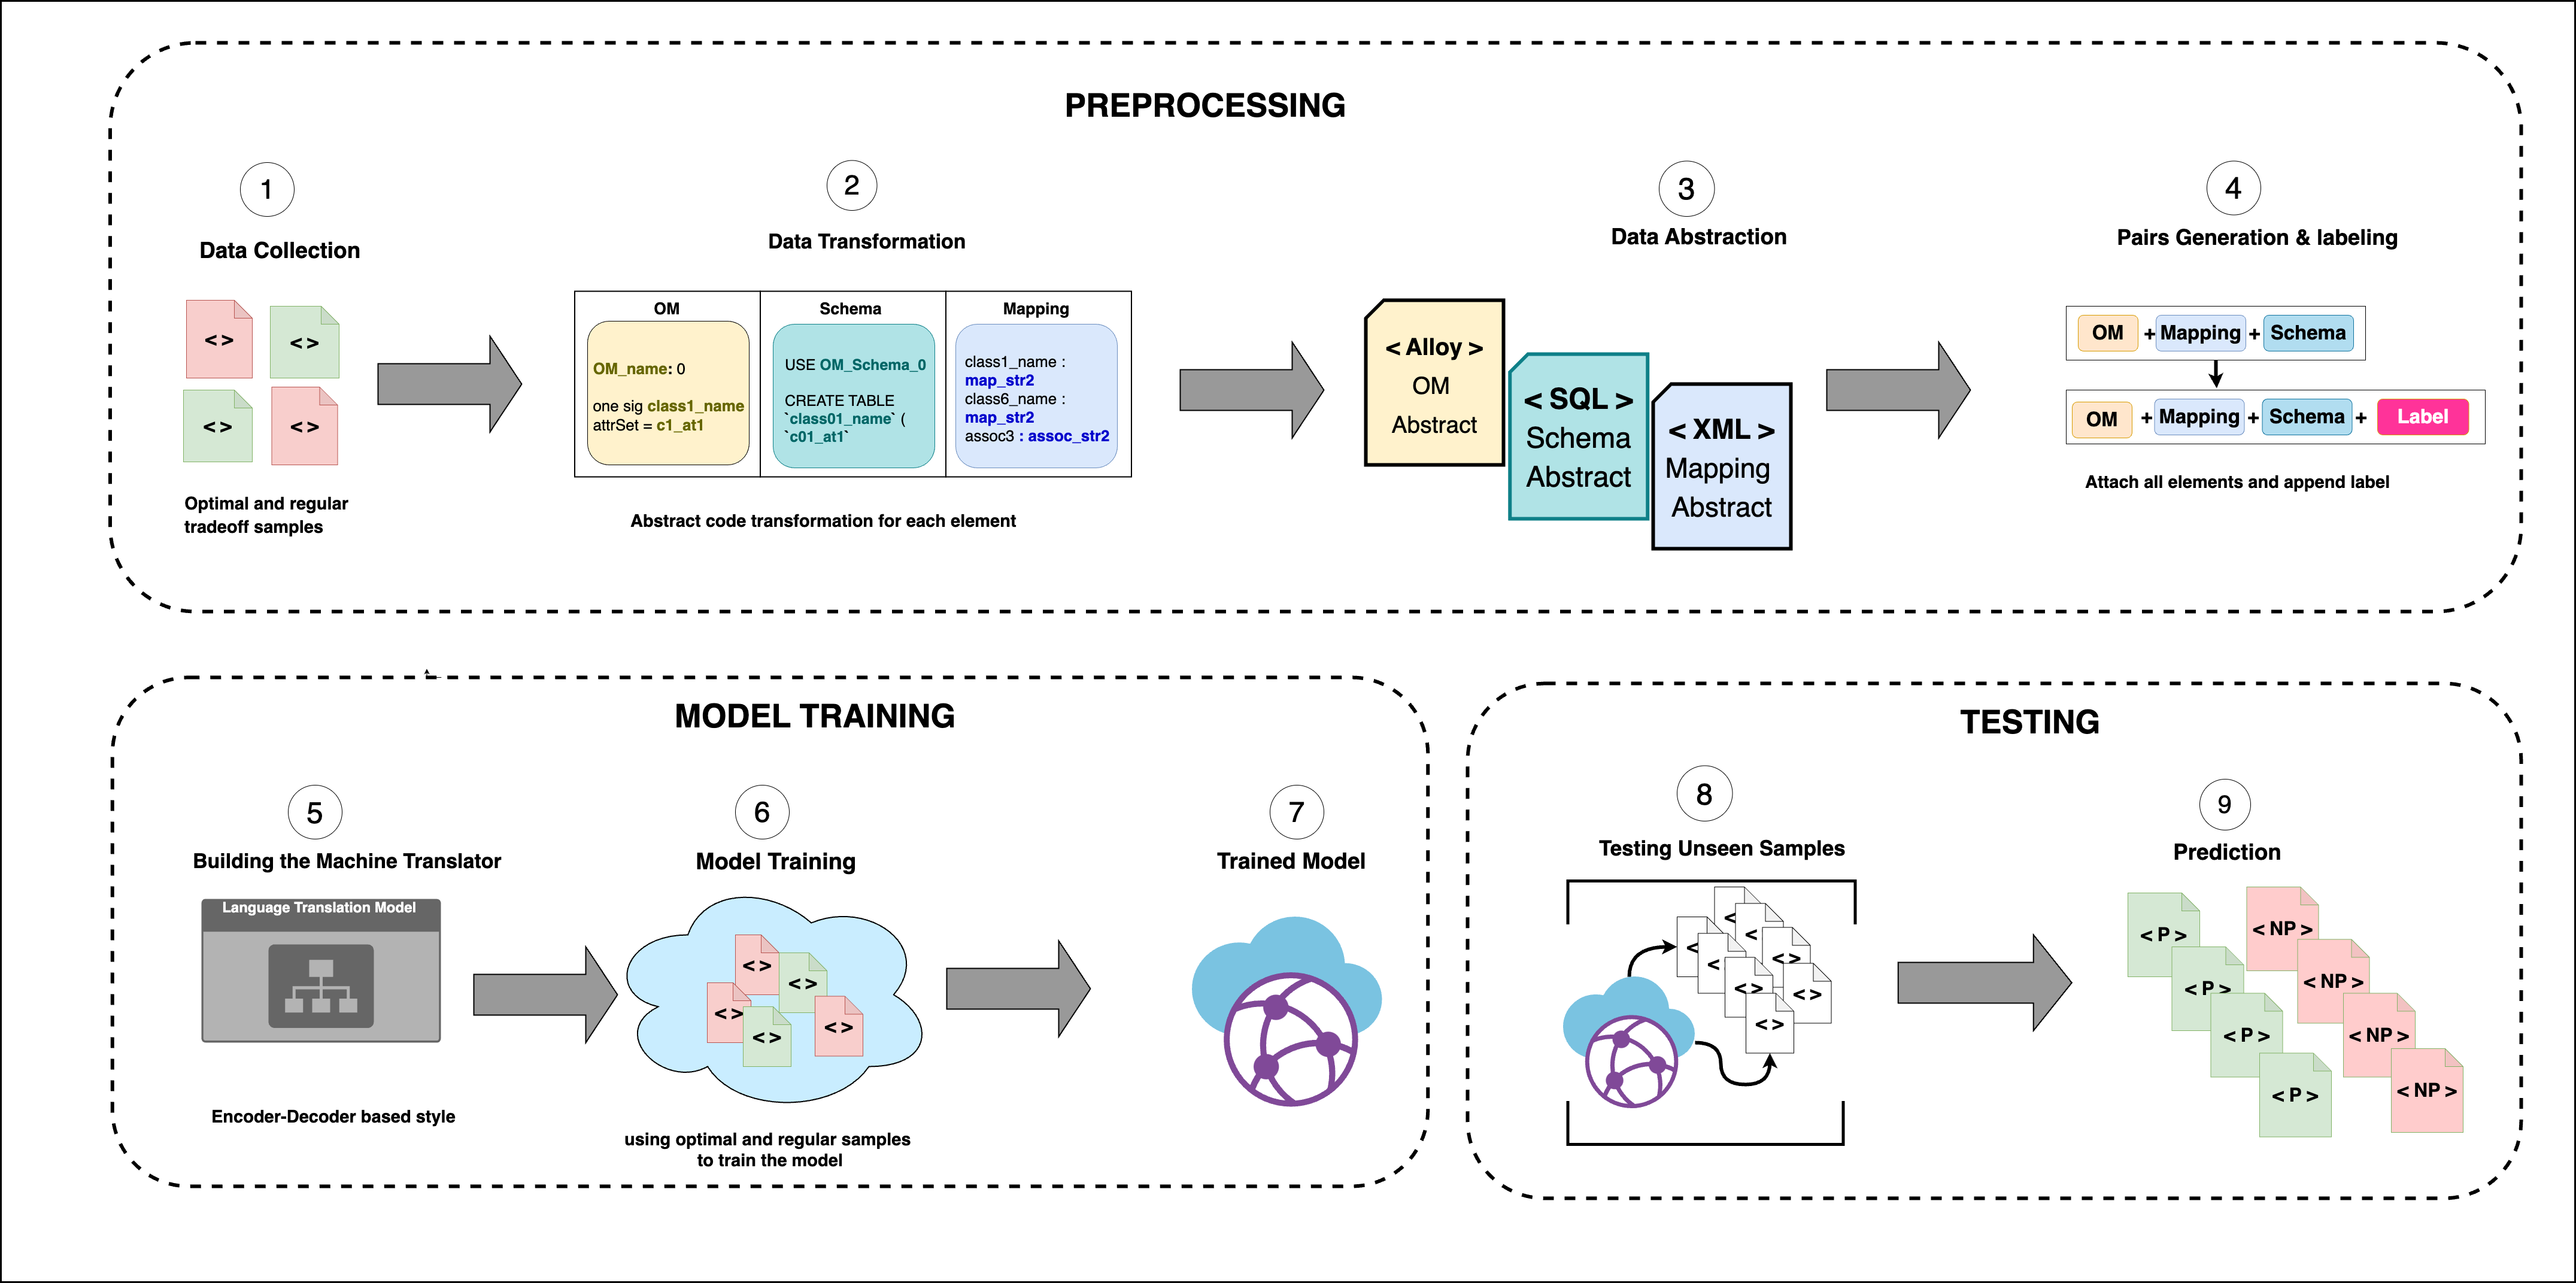 PREPROCESSING
1
Data Collection
< >
< >
< >
< >
Optimal and regular
tradeoff samples
2
Data Transformation
OM
OM_name: 0
one sig class1_name
attrSet = c1_at1
Schema
USE OM_Schema_0
CREATE TABLE
`class01_name` (
`c01_at1`
Mapping
class1_name :
map_str2
class6_name :
map_str2
assoc3 : assoc_str2
Abstract code transformation for each element
3
Data Abstraction
< Alloy >
OM
Abstract
< SQL >
Schema
Abstract
< XML >
Mapping
Abstract
4
Pairs Generation & labeling
OM + Mapping + Schema
OM + Mapping + Schema + Label
Attach all elements and append label
MODEL TRAINING
5
Building the Machine Translator
Language Translation Model
Encoder-Decoder based style
6
Model Training
< >
< >
< >
< >
< >
using optimal and regular samples
to train the model
7
Trained Model
TESTING
8
Testing Unseen Samples
<
<
<
< >
<
< >
< >
< >
9
Prediction
< P >
< NP >
< P >
< NP >
< P >
< NP >
< P >
< NP >